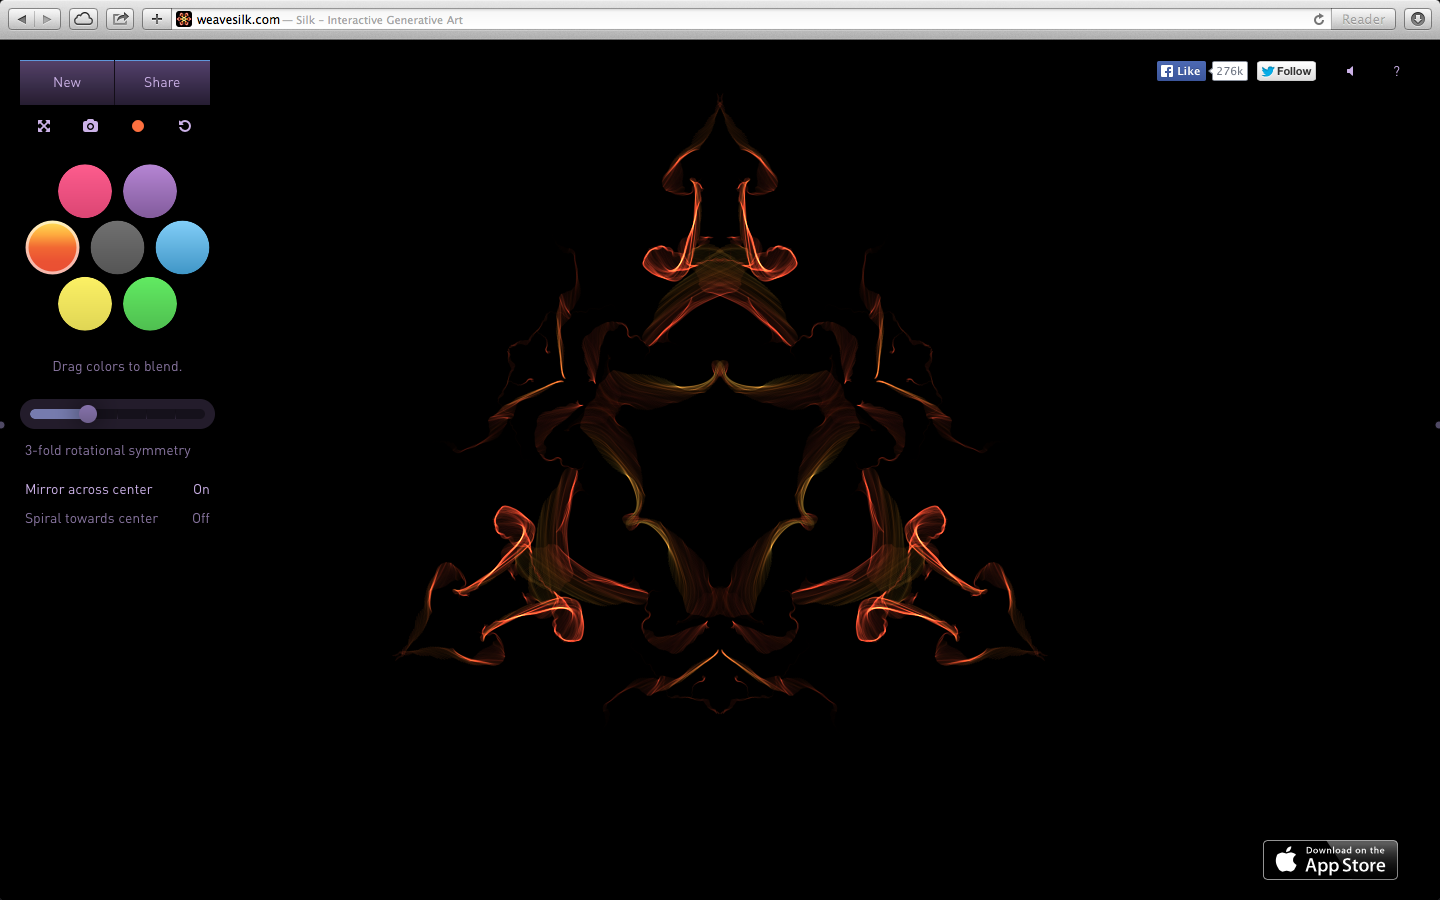 weavesilk.com — Silk – Interactive Generative Art
Reader
New
Share
Like
276k
Follow
?
Drag colors to blend.
3-fold rotational symmetry
Mirror across center On
Spiral towards center Off
Download on the
App Store